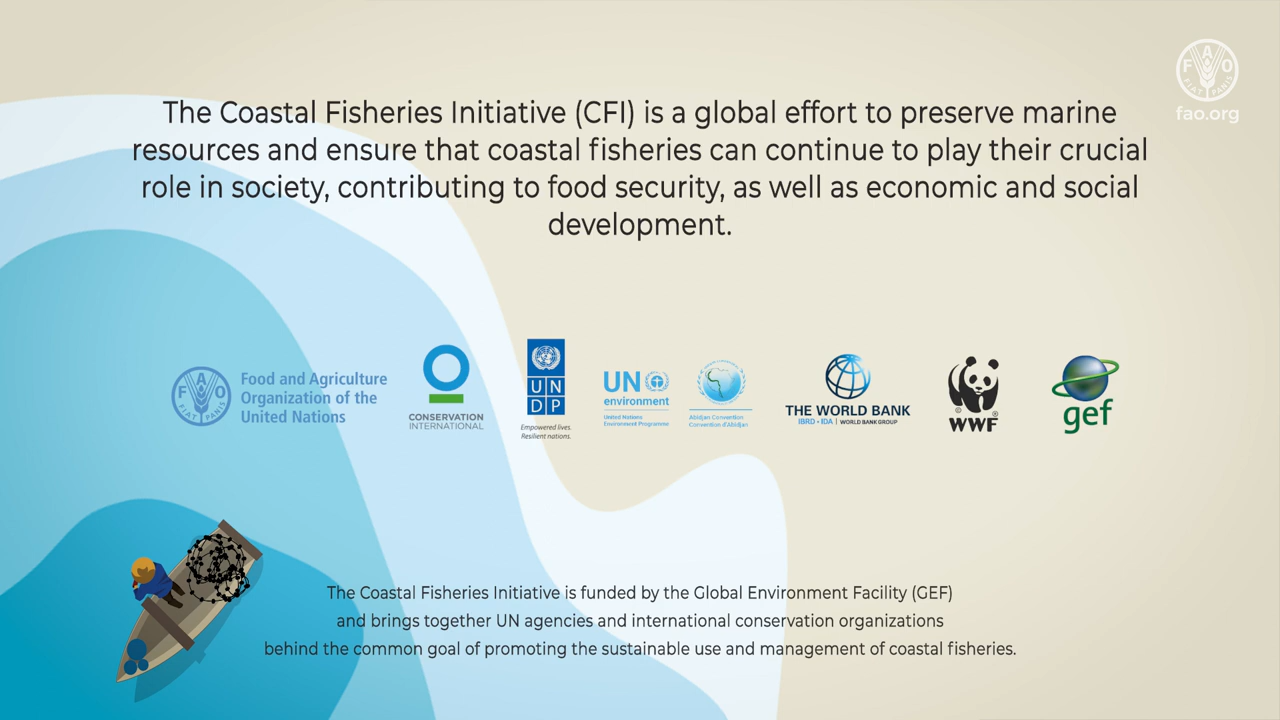 F A O
FIAT PANIS
fao.org
The Coastal Fisheries Initiative (CFI) is a global effort to preserve marine
resources and ensure that coastal fisheries can continue to play their crucial
role in society, contributing to food security, as well as economic and social
development.
F A O
FIAT PANIS
Food and Agriculture
Organization of the
United Nations
CONSERVATION
INTERNATIONAL
U N
D P
Empowered lives.
Resilient nations.
UN
environment
United Nations
Environment Programme
Abidjan Convention
Convention d'Abidjan
THE WORLD BANK
IBRD • IDA | WORLD BANK GROUP
© ®
WWF
gef
The Coastal Fisheries Initiative is funded by the Global Environment Facility (GEF)
and brings together UN agencies and international conservation organizations
behind the common goal of promoting the sustainable use and management of coastal fisheries.